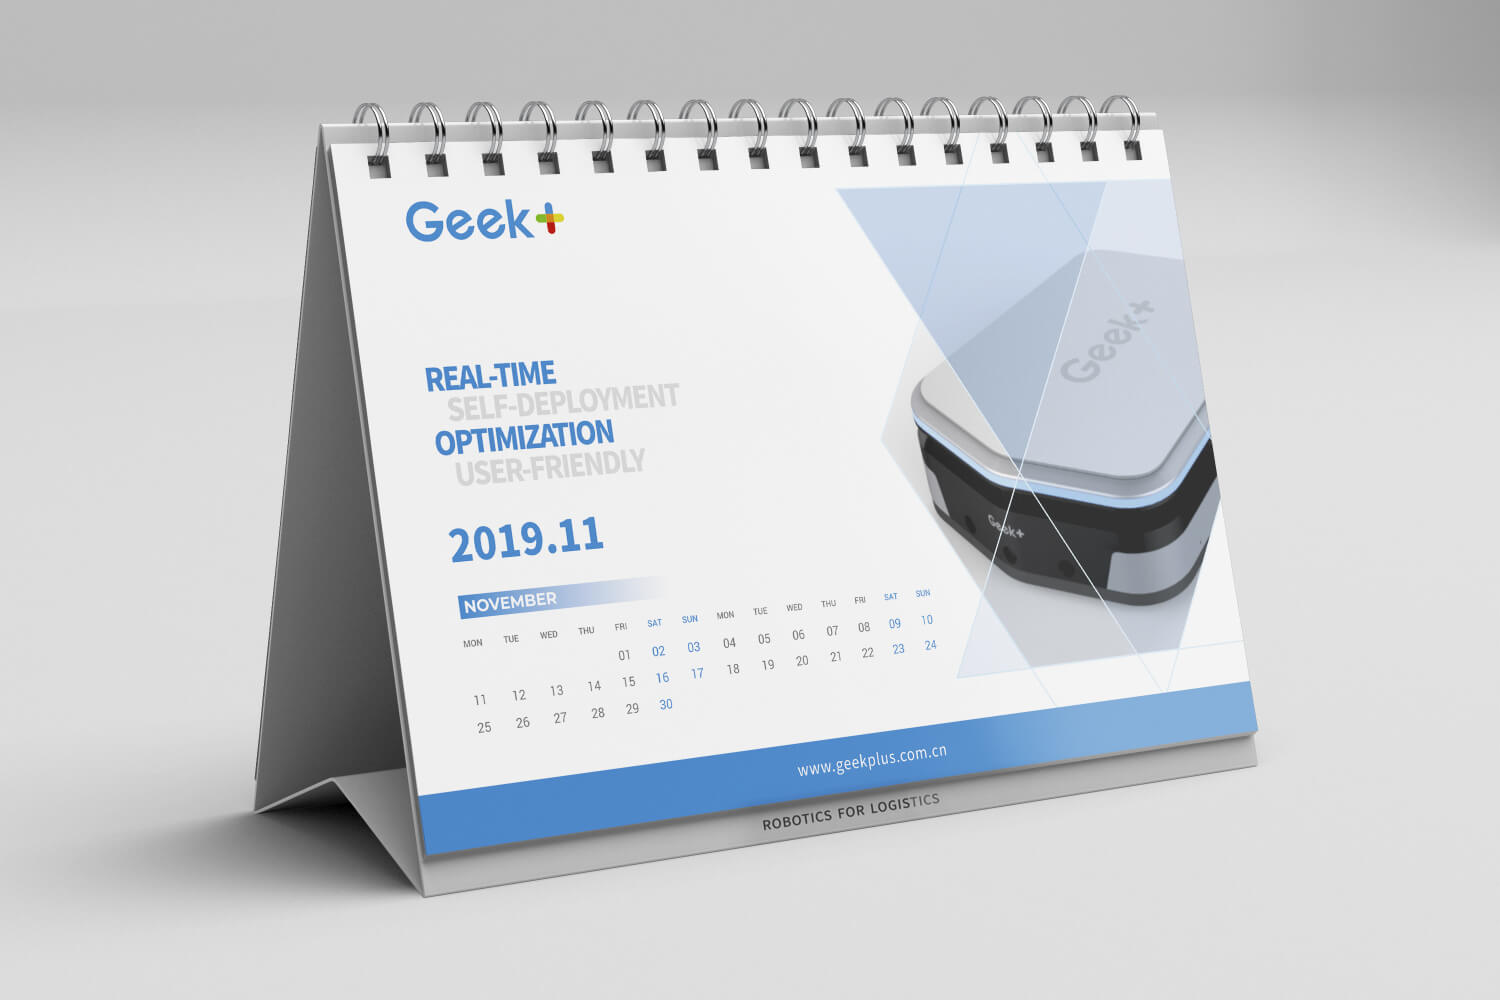 Geek+
REAL-TIME
SELF-DEPLOYMENT
OPTIMIZATION
USER-FRIENDLY
2019.11
NOVEMBER
MON TUE WED THU FRI SAT SUN MON TUE WED THU FRI SAT SUN
01 02 03 04 05 06 07 08 09 10
11 12 13 14 15 16 17 18 19 20 21 22 23 24
25 26 27 28 29 30
Geek+
Geek+
www.geekplus.com.cn
ROBOTICS FOR LOGISTICS